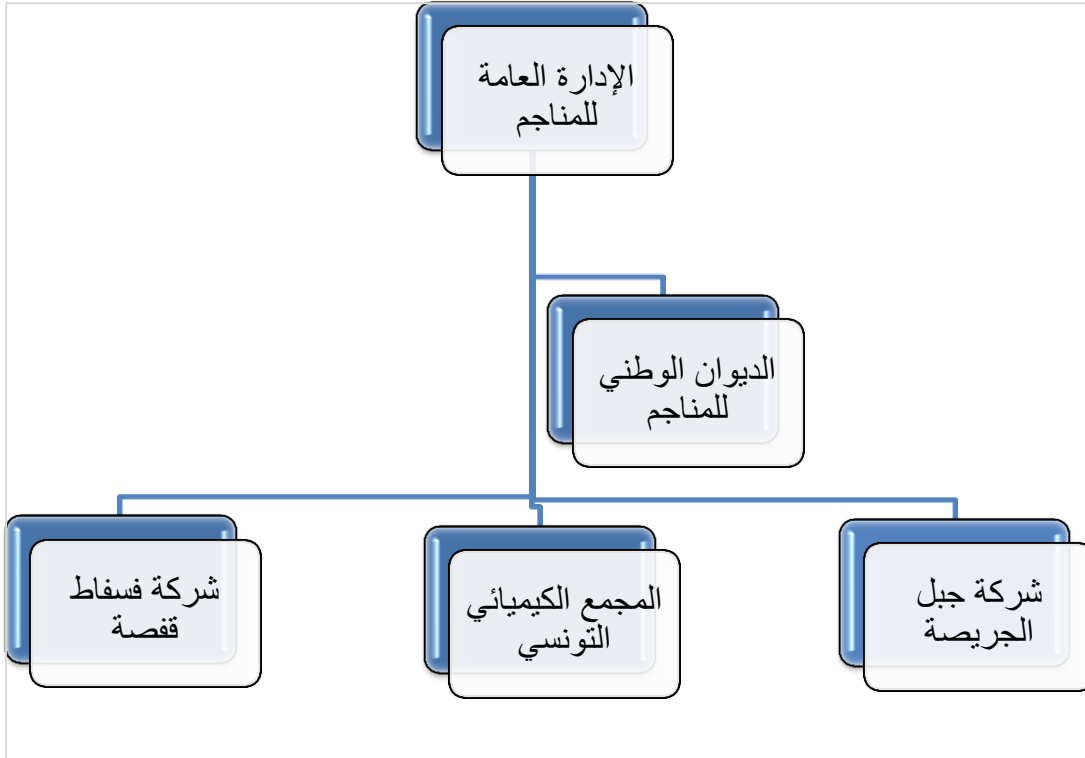 الإدارة العامة
للمناجم
الديوان الوطني
للمناجم
شركة جبل
الجريصة
المجمع الكيميائي
التونسي
شركة فسفاط
قفصة